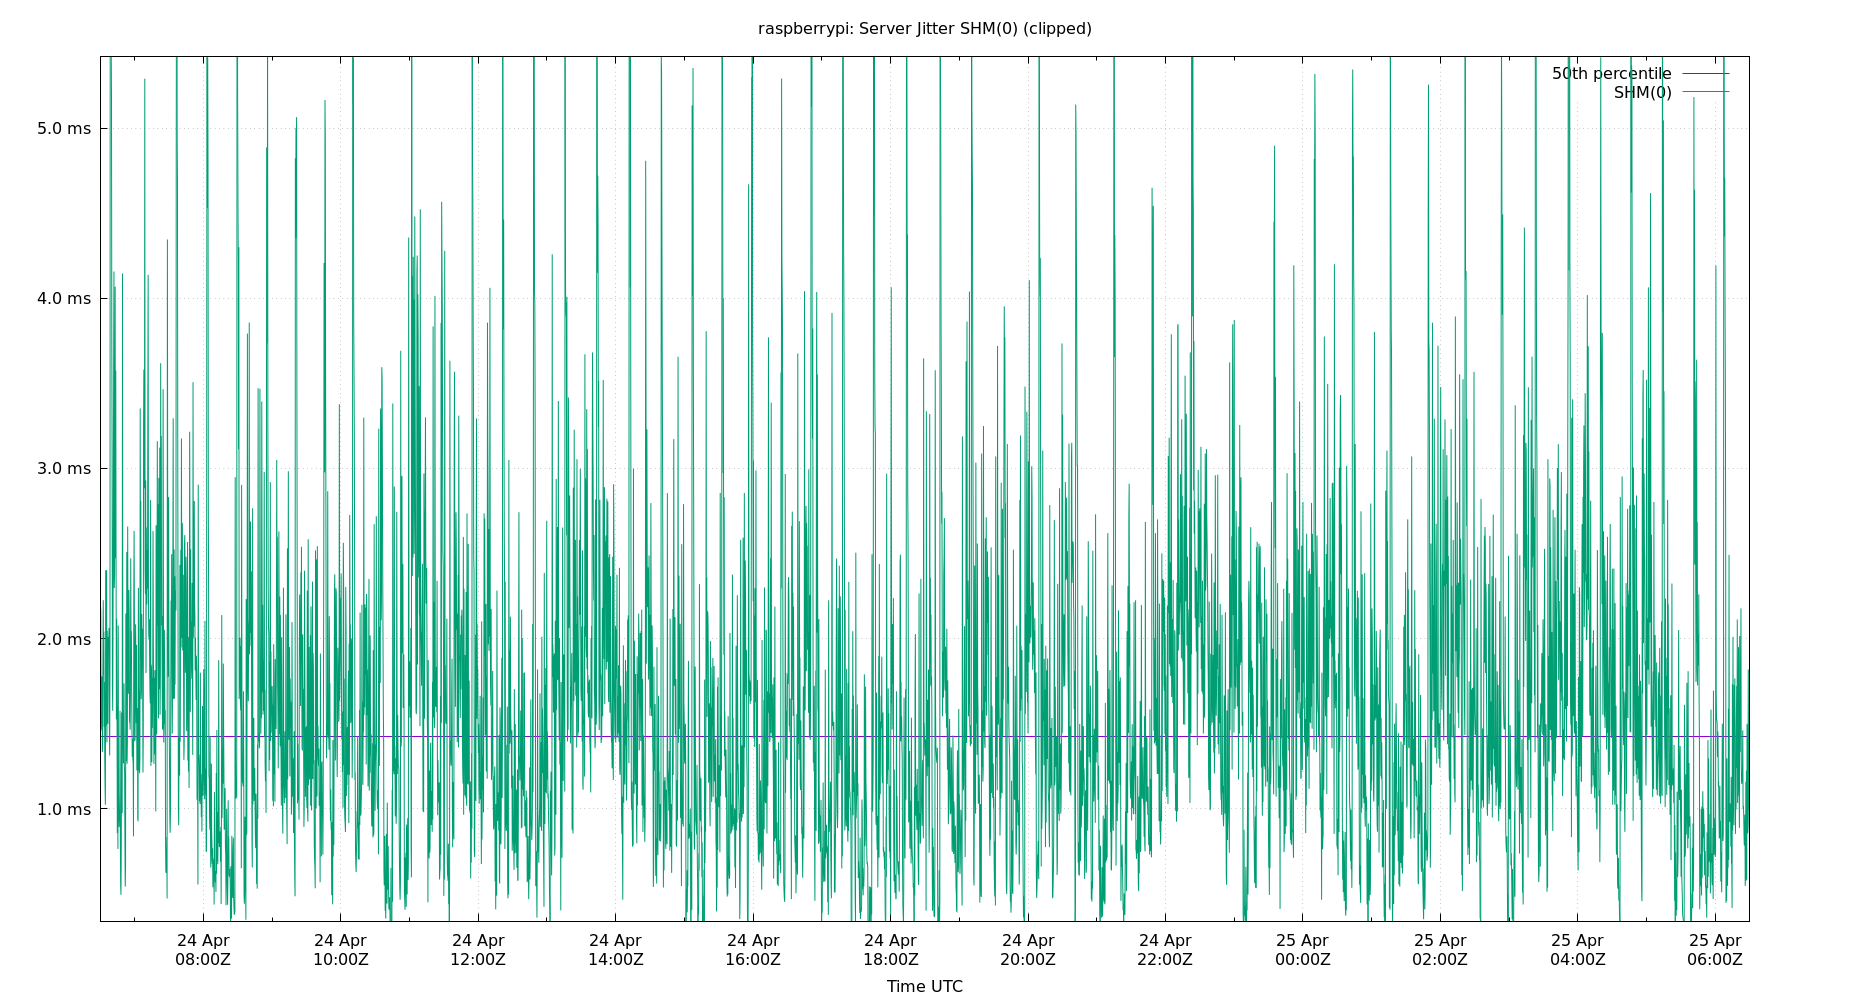 raspberrypi: Server Jitter SHM(0) (clipped)
50th percentile
SHM(0)
5.0 ms
4.0 ms
3.0 ms
2.0 ms
1.0 ms
24 Apr 24 Apr 24 Apr 24 Apr 24 Apr 24 Apr 24 Apr 24 Apr 25 Apr 25 Apr 25 Apr 25 Apr
08:00Z 10:00Z 12:00Z 14:00Z 16:00Z 18:00Z 20:00Z 22:00Z 00:00Z 02:00Z 04:00Z 06:00Z
Time UTC